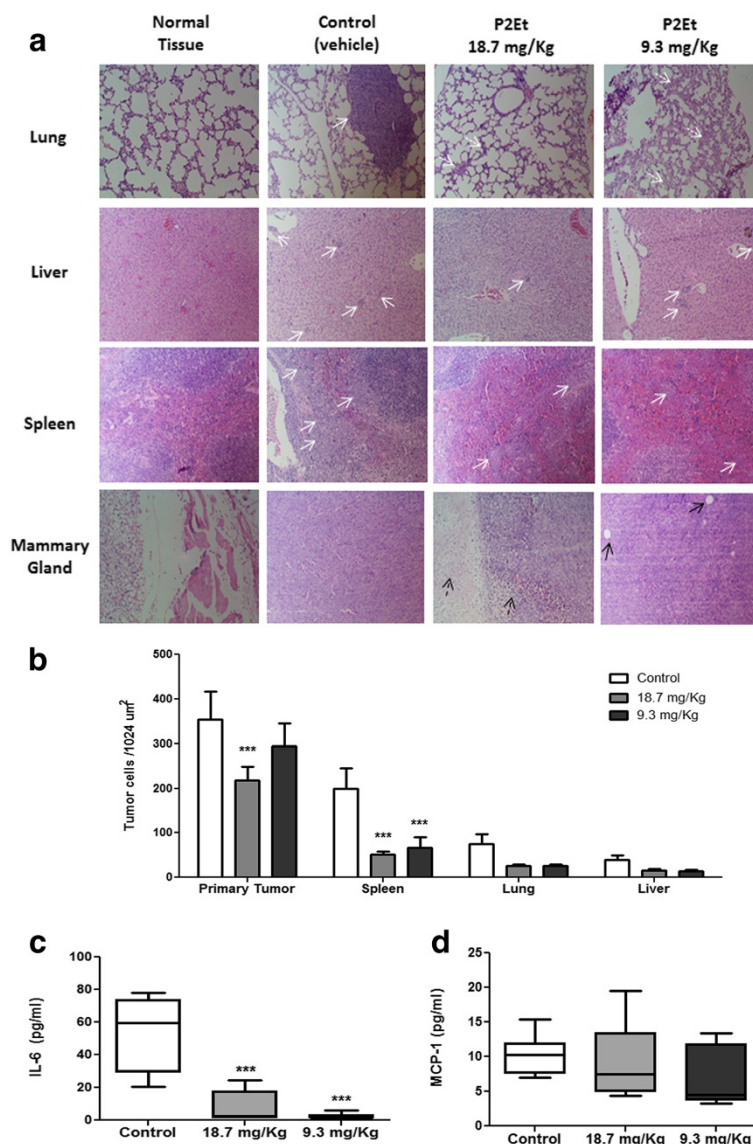 a
Normal Tissue
Control (vehicle)
P2Et 18.7 mg/Kg
P2Et 9.3 mg/Kg
Lung
Liver
Spleen
Mammary Gland
b
Tumor cells /1024 um²
500
400
300
200
100
0
Control
18.7 mg/Kg
9.3 mg/Kg
***
***
***
Primary Tumor
Spleen
Lung
Liver
c
IL-6 (pg/ml)
100
80
60
40
20
0
***
***
Control
18.7 mg/Kg
9.3 mg/Kg
d
MCP-1 (pg/ml)
25
20
15
10
5
0
Control
18.7 mg/Kg
9.3 mg/Kg